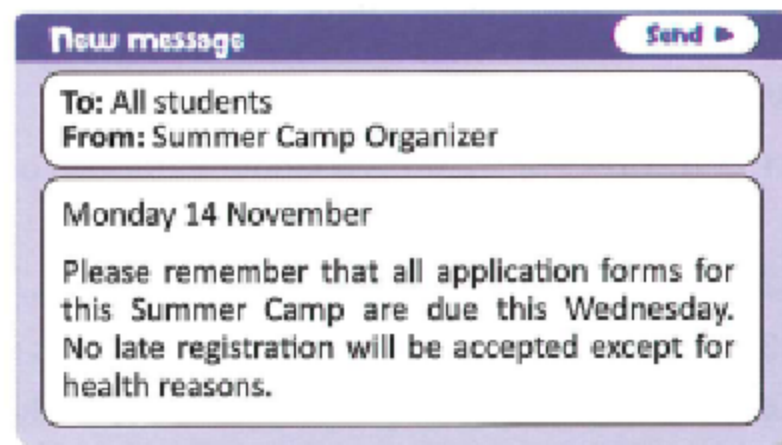 New message
Send
To: All students
From: Summer Camp Organizer
Monday 14 November
Please remember that all application forms for
this Summer Camp are due this Wednesday.
No late registration will be accepted except for
health reasons.